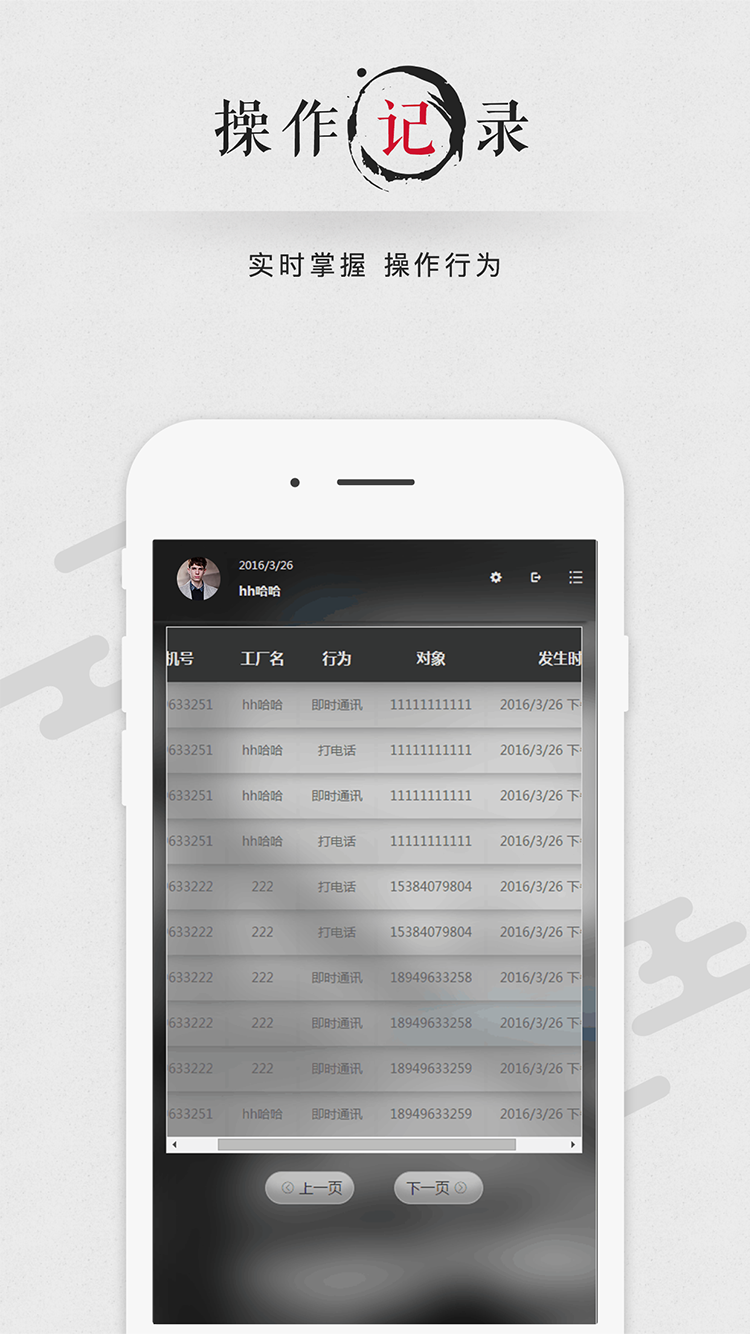 操作记录
实时掌握 操作行为
2016/3/26
hh哈哈
机号 工厂名 行为 对象 发生时
633251 hh哈哈 即时通讯 11111111111 2016/3/26 下
633251 hh哈哈 打电话 11111111111 2016/3/26 下
633251 hh哈哈 即时通讯 11111111111 2016/3/26 下
633251 hh哈哈 打电话 11111111111 2016/3/26 下
633222 222 打电话 15384079804 2016/3/26 下
633222 222 打电话 15384079804 2016/3/26 下
633222 222 即时通讯 18949633258 2016/3/26 下
633222 222 即时通讯 18949633258 2016/3/26 下
633222 222 即时通讯 18949633259 2016/3/26 下
633251 hh哈哈 即时通讯 18949633259 2016/3/26 下
上一页 下一页